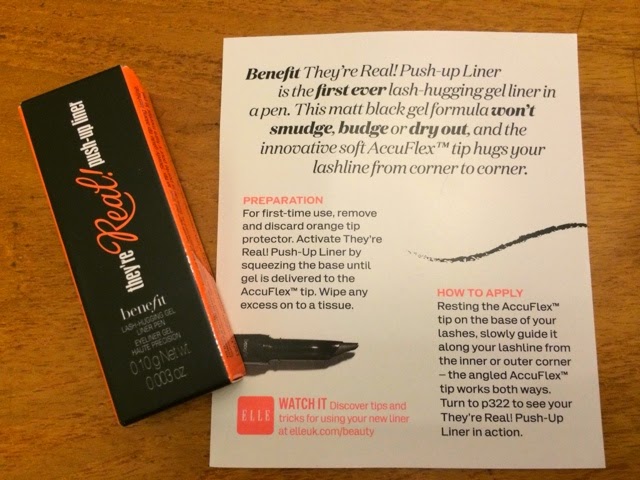 they're Real! push-up liner
benefit
LASH-HUGGING GEL
LINER PEN
EYELINER GEL
HAUTE PRECISION
0.10g Net wt.
0.003 oz
Benefit They're Real! Push-up Liner
is the first ever lash-hugging gel liner in
a pen. This matt black gel formula won't
smudge, budge or dry out, and the
innovative soft AccuFlex™ tip hugs your
lashline from corner to corner.
PREPARATION
For first-time use, remove
and discard orange tip
protector. Activate They're
Real! Push-Up Liner by
squeezing the base until
gel is delivered to the
AccuFlex™ tip. Wipe any
excess on to a tissue.
HOW TO APPLY
Resting the AccuFlex™
tip on the base of your
lashes, slowly guide it
along your lashline from
the inner or outer corner
– the angled AccuFlex™
tip works both ways.
Turn to p322 to see your
They're Real! Push-Up
Liner in action.
ELLE
WATCH IT Discover tips and
tricks for using your new liner
at elleuk.com/beauty